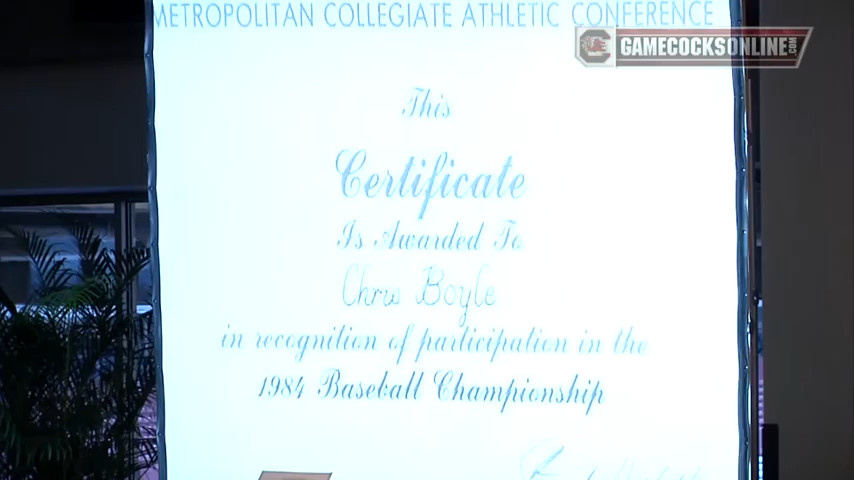 METROPOLITAN COLLEGIATE ATHLETIC CONFERENCE
GAMECOCKSONLINE.COM
This
Certificate
Is Awarded To
Chris Boyle
in recognition of participation in the
1984 Baseball Championship